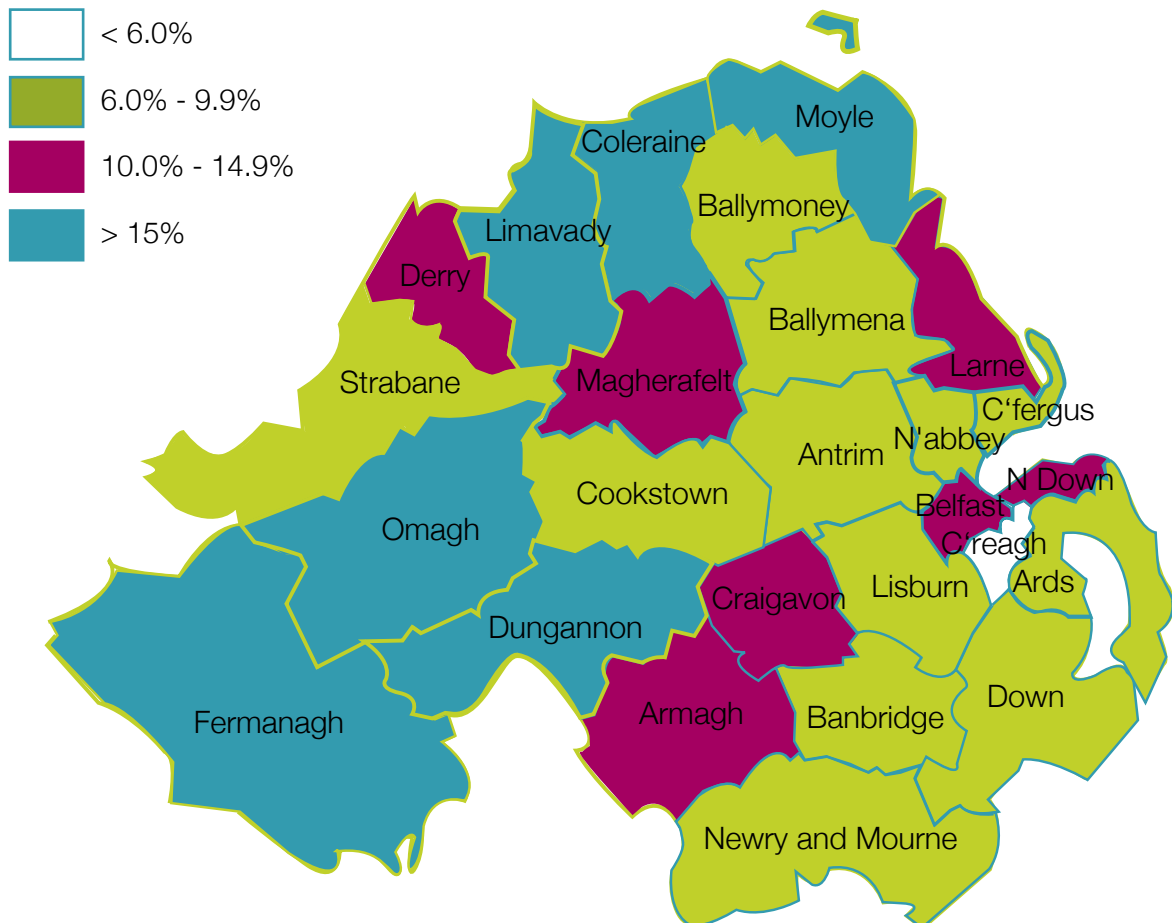 < 6.0%
6.0% - 9.9%
10.0% - 14.9%
> 15%
Moyle
Coleraine
Ballymoney
Limavady
Derry
Ballymena
Larne
Magherafelt
Strabane
C‘fergus
N'abbey
Antrim
N Down
Cookstown
Belfast
Omagh
C‘reagh
Ards
Lisburn
Craigavon
Dungannon
Down
Armagh
Banbridge
Fermanagh
Newry and Mourne